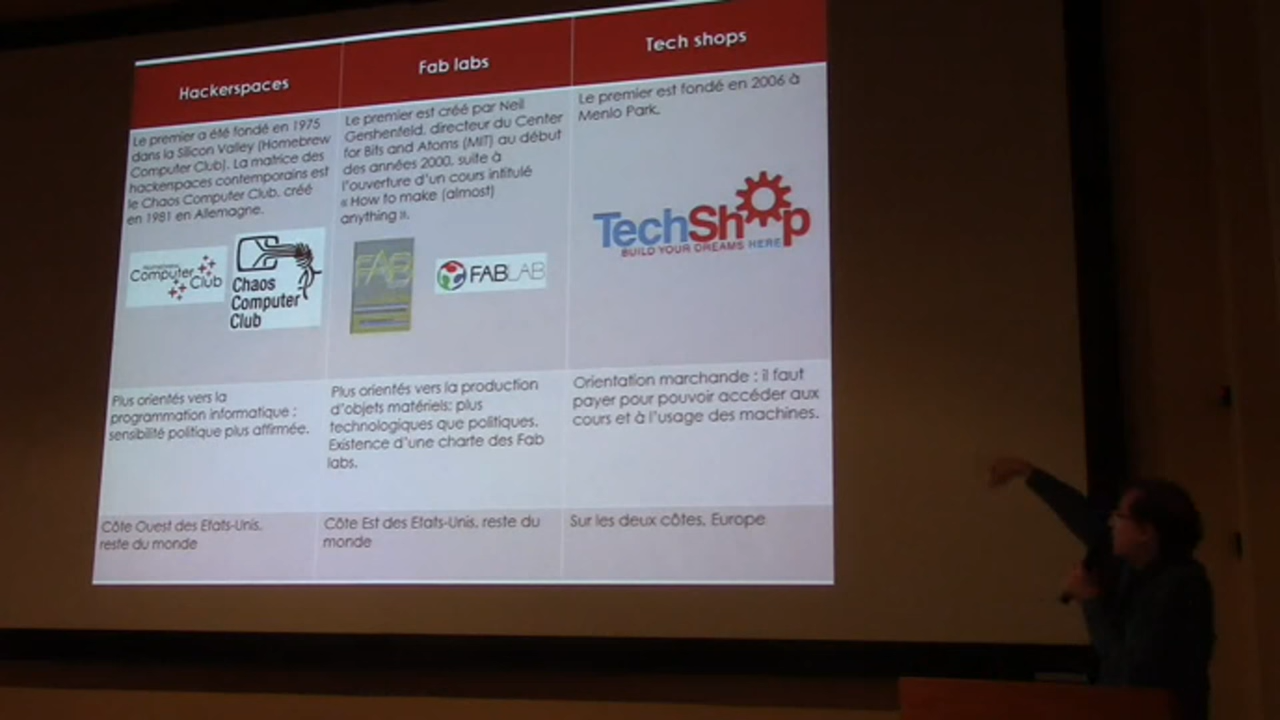 Hackerspaces
Fab labs
Tech shops
Le premier a été fondé en 1975
dans la Silicon Valley (Homebrew
Computer Club). La matrice des
hackerspaces contemporains est
le Chaos Computer Club, créé
en 1981 en Allemagne.
Homebrew
Computer
Club
Chaos
Computer
Club
Le premier est créé par Neil
Gershenfeld, directeur du Center
for Bits and Atoms (MIT) au début
des années 2000, suite à
l'ouverture d'un cours intitulé
« How to make (almost)
anything ».
FAB
FABLAB
Le premier est fondé en 2006 à
Menlo Park.
TechShop
BUILD YOUR DREAMS HERE
Plus orientés vers la
programmation informatique ;
sensibilité politique plus affirmée.
Plus orientés vers la production
d'objets matériels; plus
technologiques que politiques.
Existence d'une charte des Fab
labs.
Orientation marchande : il faut
payer pour pouvoir accéder aux
cours et à l'usage des machines.
Côte Ouest des Etats-Unis,
reste du monde
Côte Est des Etats-Unis, reste du
monde
Sur les deux côtes, Europe